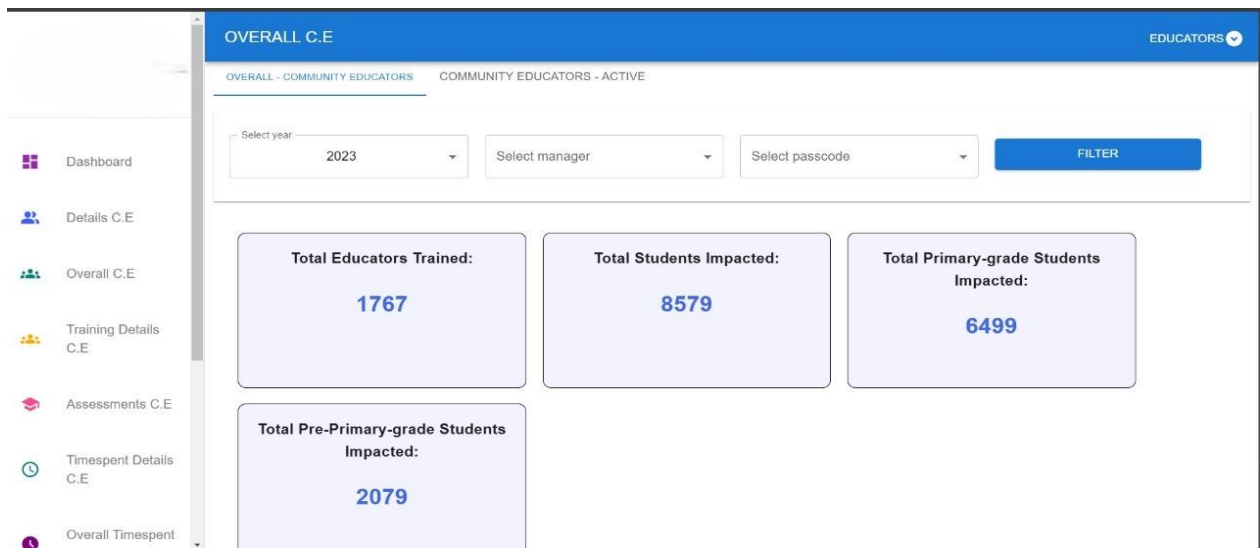 OVERALL C.E
EDUCATORS
OVERALL - COMMUNITY EDUCATORS
COMMUNITY EDUCATORS - ACTIVE
Select year
2023
Select manager
Select passcode
FILTER
Dashboard
Details C.E
Overall C.E
Training Details
C.E
Assessments C.E
Timespent Details
C.E
Overall Timespent
Total Educators Trained:
1767
Total Students Impacted:
8579
Total Primary-grade Students
Impacted:
6499
Total Pre-Primary-grade Students
Impacted:
2079